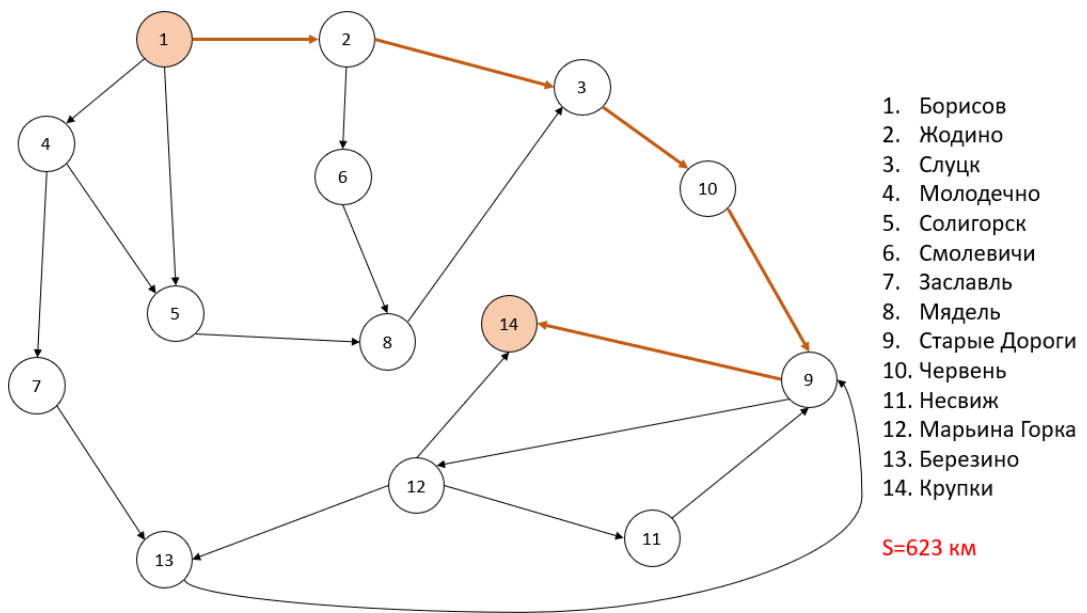 1
2
3
4
6
10
5
14
8
7
9
12
11
13
1. Борисов
2. Жодино
3. Слуцк
4. Молодечно
5. Солигорск
6. Смолевичи
7. Заславль
8. Мядель
9. Старые Дороги
10. Червень
11. Несвиж
12. Марьина Горка
13. Березино
14. Крупки
S=623 км